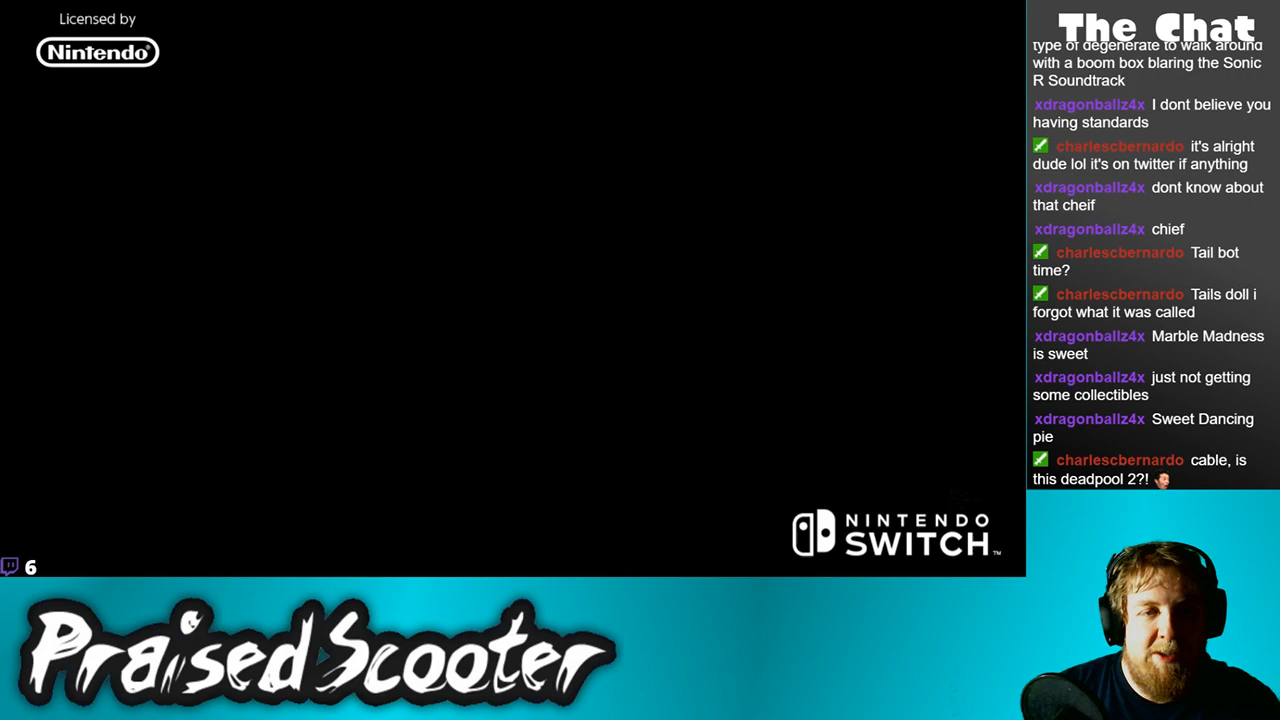 Licensed by
Nintendo®
NINTENDO
SWITCH™
6
PraisedScooter
The Chat
type of degenerate to walk around
with a boom box blaring the Sonic
R Soundtrack
xdragonballz4x I dont believe you
having standards
charlescbernardo it's alright
dude lol it's on twitter if anything
xdragonballz4x dont know about
that cheif
xdragonballz4x chief
charlescbernardo Tail bot
time?
charlescbernardo Tails doll i
forgot what it was called
xdragonballz4x Marble Madness
is sweet
xdragonballz4x just not getting
some collectibles
xdragonballz4x Sweet Dancing
pie
charlescbernardo cable, is
this deadpool 2?!